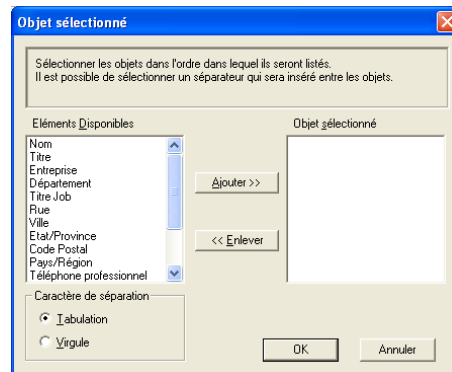 Objet sélectionné
Sélectionner les objets dans l'ordre dans lequel ils seront listés.
Il est possible de sélectionner un séparateur qui sera inséré entre les objets.
Eléments Disponibles
Objet sélectionné
Nom
Titre
Entreprise
Département
Titre Job
Rue
Ville
Etat/Province
Code Postal
Pays/Région
Téléphone professionnel
Ajouter >>
<< Enlever
Caractère de séparation
Tabulation
Virgule
OK
Annuler